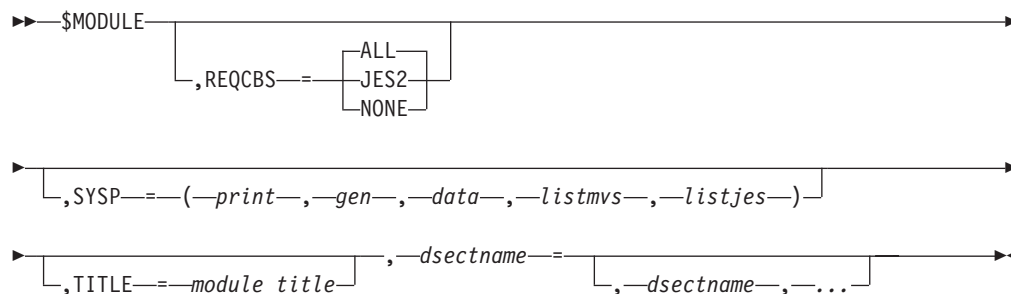 $MODULE
ALL
,REQCBS = JES2
NONE
,SYSP = ( print , gen , data , listmvs , listjes )
, dsectname =
,TITLE = module title
, dsectname , ...